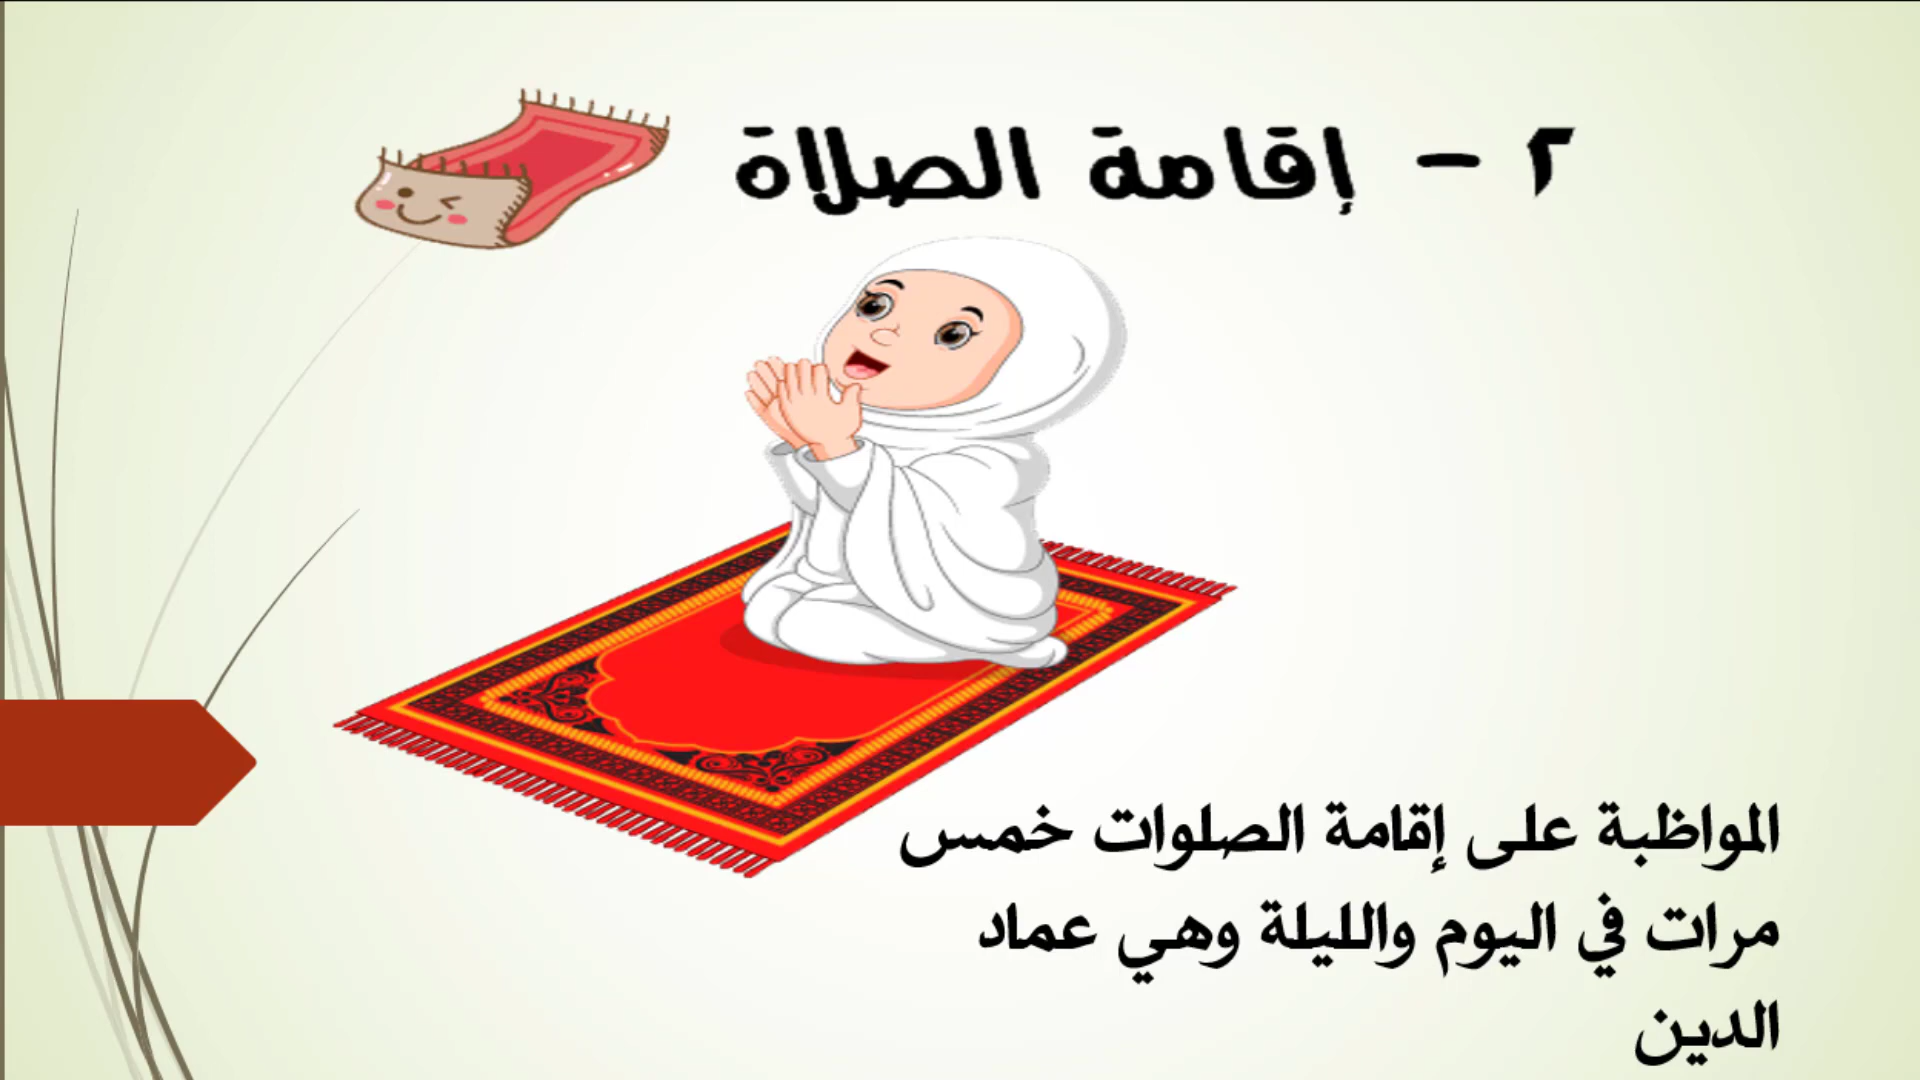 ٢ - إقامة الصلاة
المواظبة على إقامة الصلوات خمس
مرات في اليوم والليلة وهي عماد
الدين